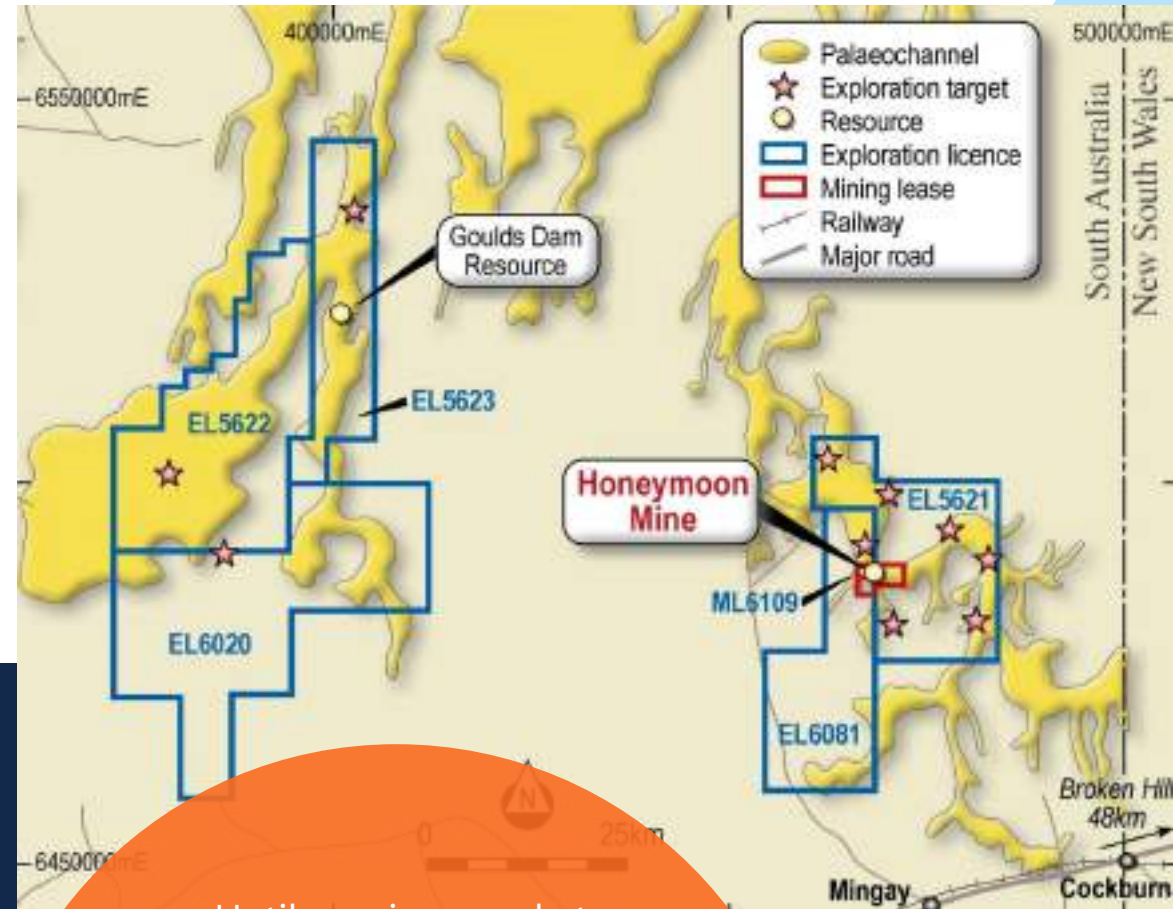 400000mE
500000mE
6550000mE
Palaeochannel
Exploration target
Resource
Exploration licence
Mining lease
Railway
Major road
South Australia
New South Wales
Goulds Dam
Resource
EL5623
EL5622
Honeymoon
Mine
EL5621
ML6109
EL6020
EL6081
Broken Hill
48km
N
0
25km
6450000mE
Mingay
Cockburn